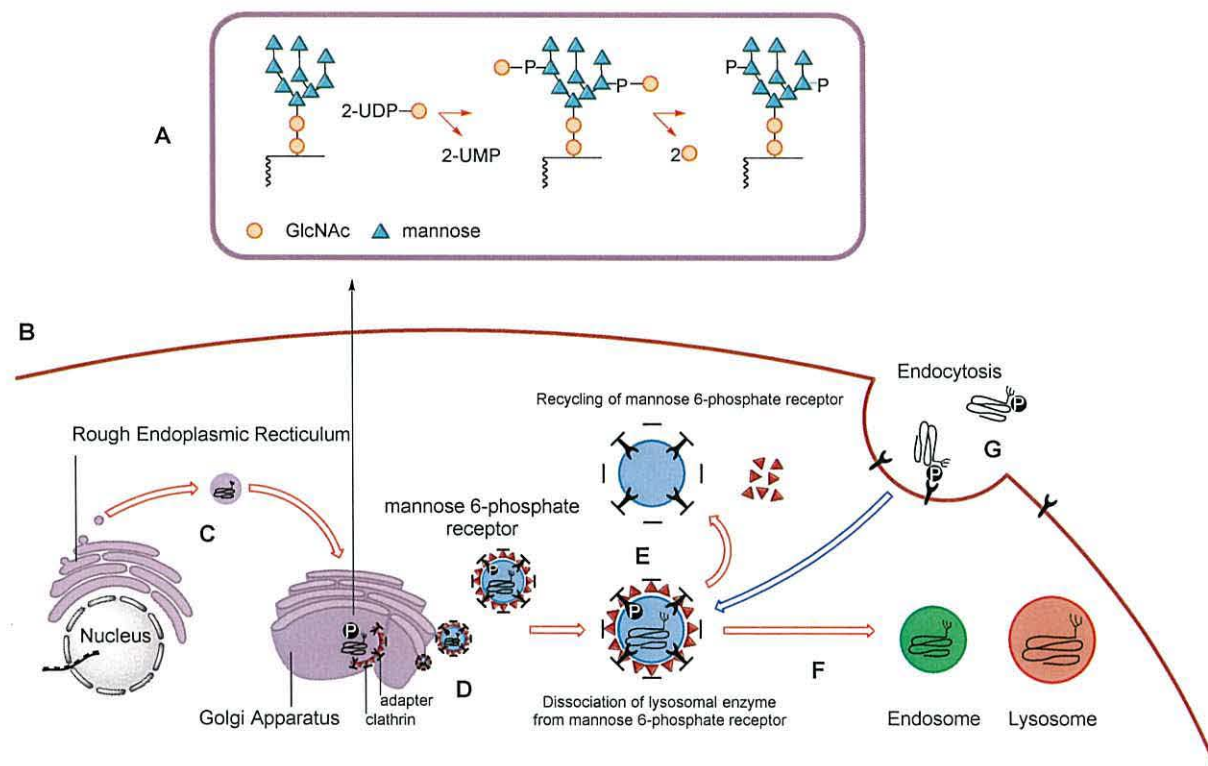 A
2-UDP
P
P
P
P
2-UMP
2
GlcNAc
mannose
B
Endocytosis
P
P
G
Recycling of mannose 6-phosphate receptor
Rough Endoplasmic Recticulum
C
mannose 6-phosphate
receptor
E
P
P
P
Nucleus
D
F
adapter
clathrin
Golgi Apparatus
Dissociation of lysosomal enzyme
from mannose 6-phosphate receptor
Endosome
Lysosome